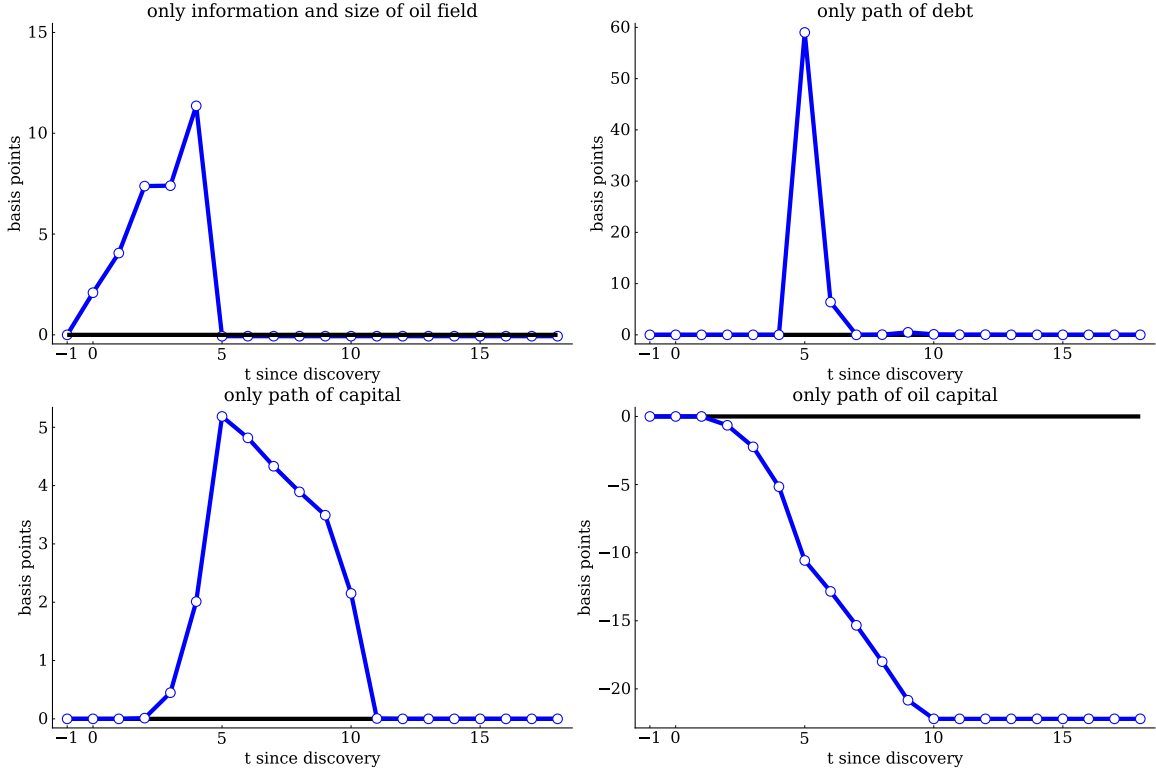 only information and size of oil field
15
10
5
0
basis points
−1 0 5 10 15
t since discovery
only path of debt
60
50
40
30
20
10
0
basis points
−1 0 5 10 15
t since discovery
only path of capital
5
4
3
2
1
0
basis points
−1 0 5 10 15
t since discovery
only path of oil capital
0
−5
−10
−15
−20
basis points
−1 0 5 10 15
t since discovery